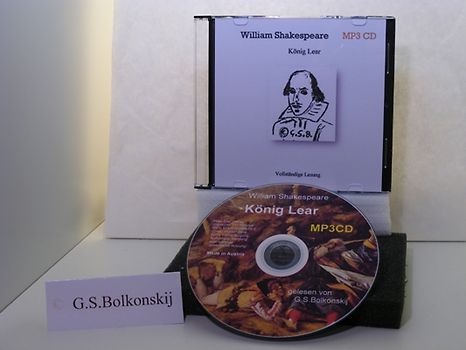 William Shakespeare MP3 CD
König Lear
G.S.B.
Vollständige Lesung
William Shakespeare
König Lear
MP3CD
Made in Austria
gelesen von:
G.S.Bolkonskij
G.S.Bolkonskij